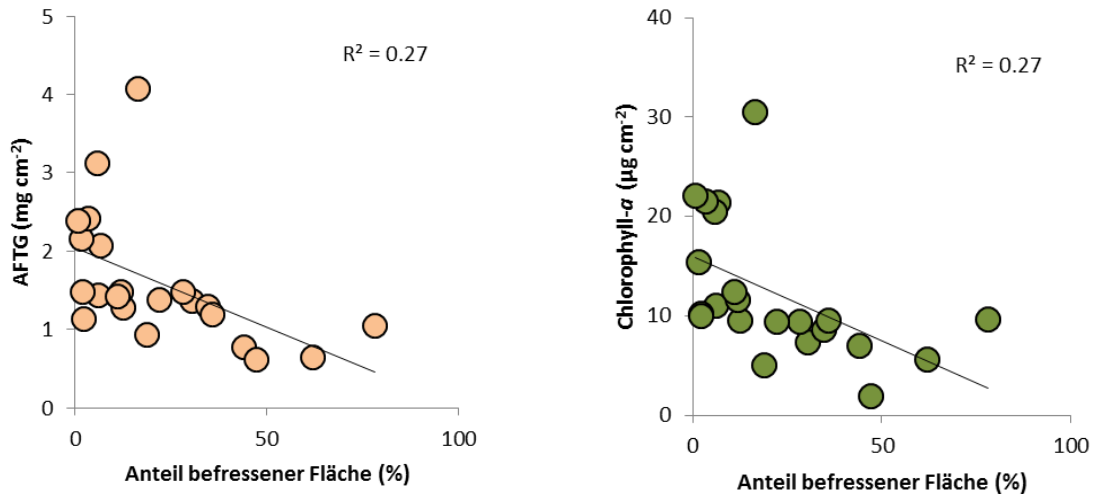 5
4
3
2
1
0
AFTG (mg cm⁻²)
R² = 0.27
0 50 100
Anteil befressener Fläche (%)
40
30
20
10
0
Chlorophyll-a (µg cm⁻²)
R² = 0.27
0 50 100
Anteil befressener Fläche (%)